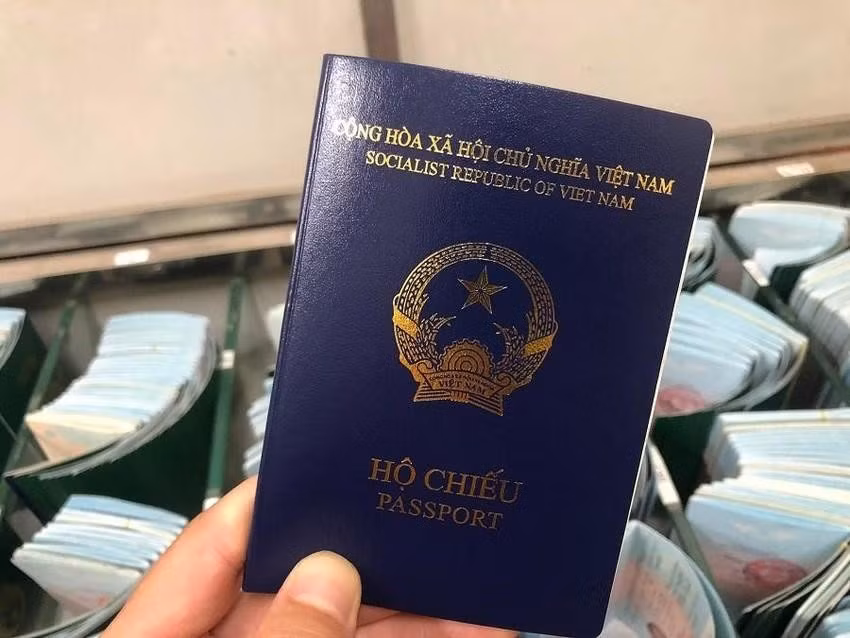 CỘNG HÒA XÃ HỘI CHỦ NGHĨA VIỆT NAM
SOCIALIST REPUBLIC OF VIET NAM
VIỆT NAM
HỘ CHIẾU
PASSPORT